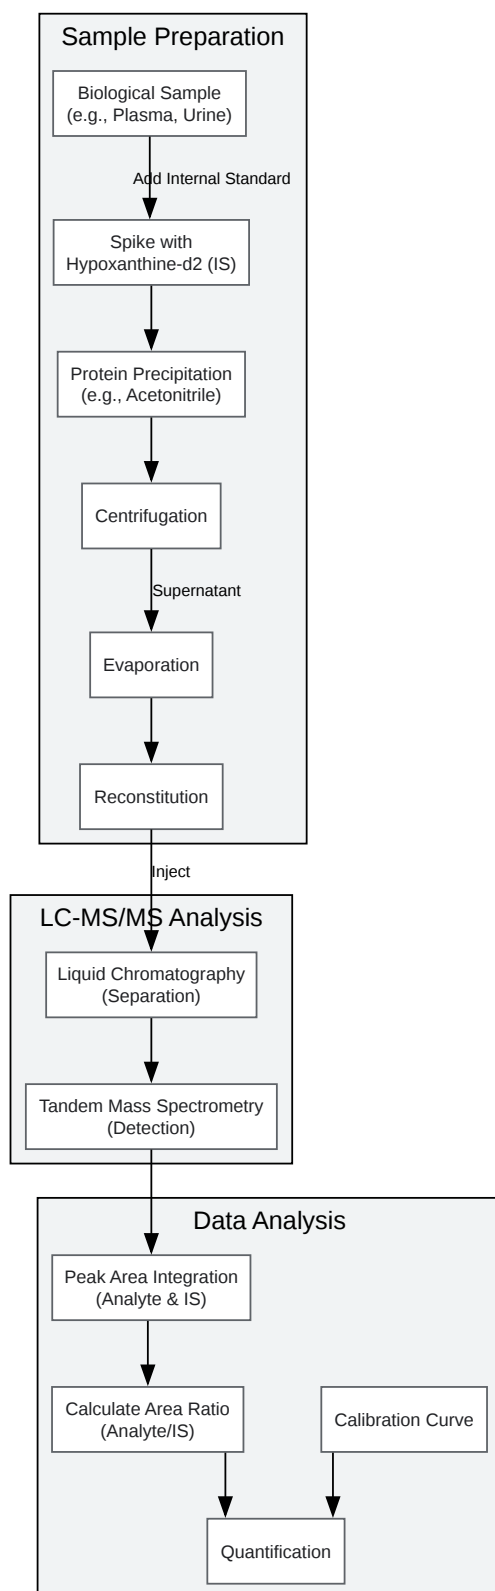 Sample Preparation
Biological Sample
(e.g., Plasma, Urine)
Add Internal Standard
Spike with
Hypoxanthine-d2 (IS)
Protein Precipitation
(e.g., Acetonitrile)
Centrifugation
Supernatant
Evaporation
Reconstitution
Inject
LC-MS/MS Analysis
Liquid Chromatography
(Separation)
Tandem Mass Spectrometry
(Detection)
Data Analysis
Peak Area Integration
(Analyte & IS)
Calculate Area Ratio
(Analyte/IS)
Calibration Curve
Quantification